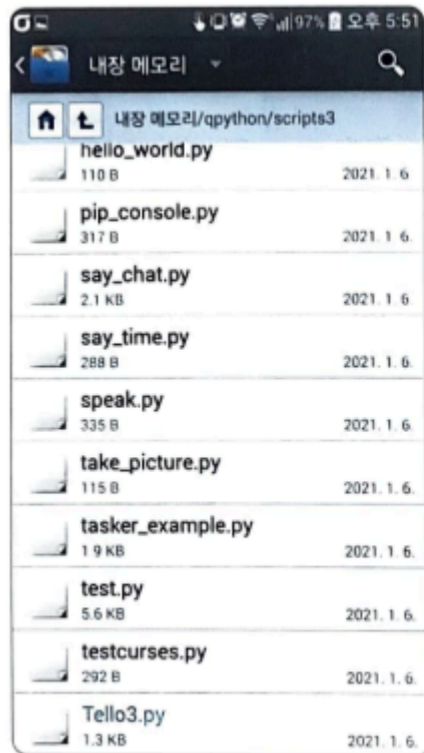 97% 오후 5:51
내장 메모리
내장 메모리/qpython/scripts3
hello_world.py
110 B 2021. 1. 6
pip_console.py
317 B 2021. 1 6.
say_chat.py
2.1 KB 2021. 1. 6.
say_time.py
288 B 2021. 1. 6.
speak.py
335 B 2021. 1. 6.
take_picture.py
115 B 2021. 1. 6.
tasker_example.py
1 9 KB 2021. 1. 6.
test.py
5.6 KB 2021. 1. 6.
testcurses.py
292 B 2021. 1. 6.
Tello3.py
1.3 KB 2021. 1. 6.